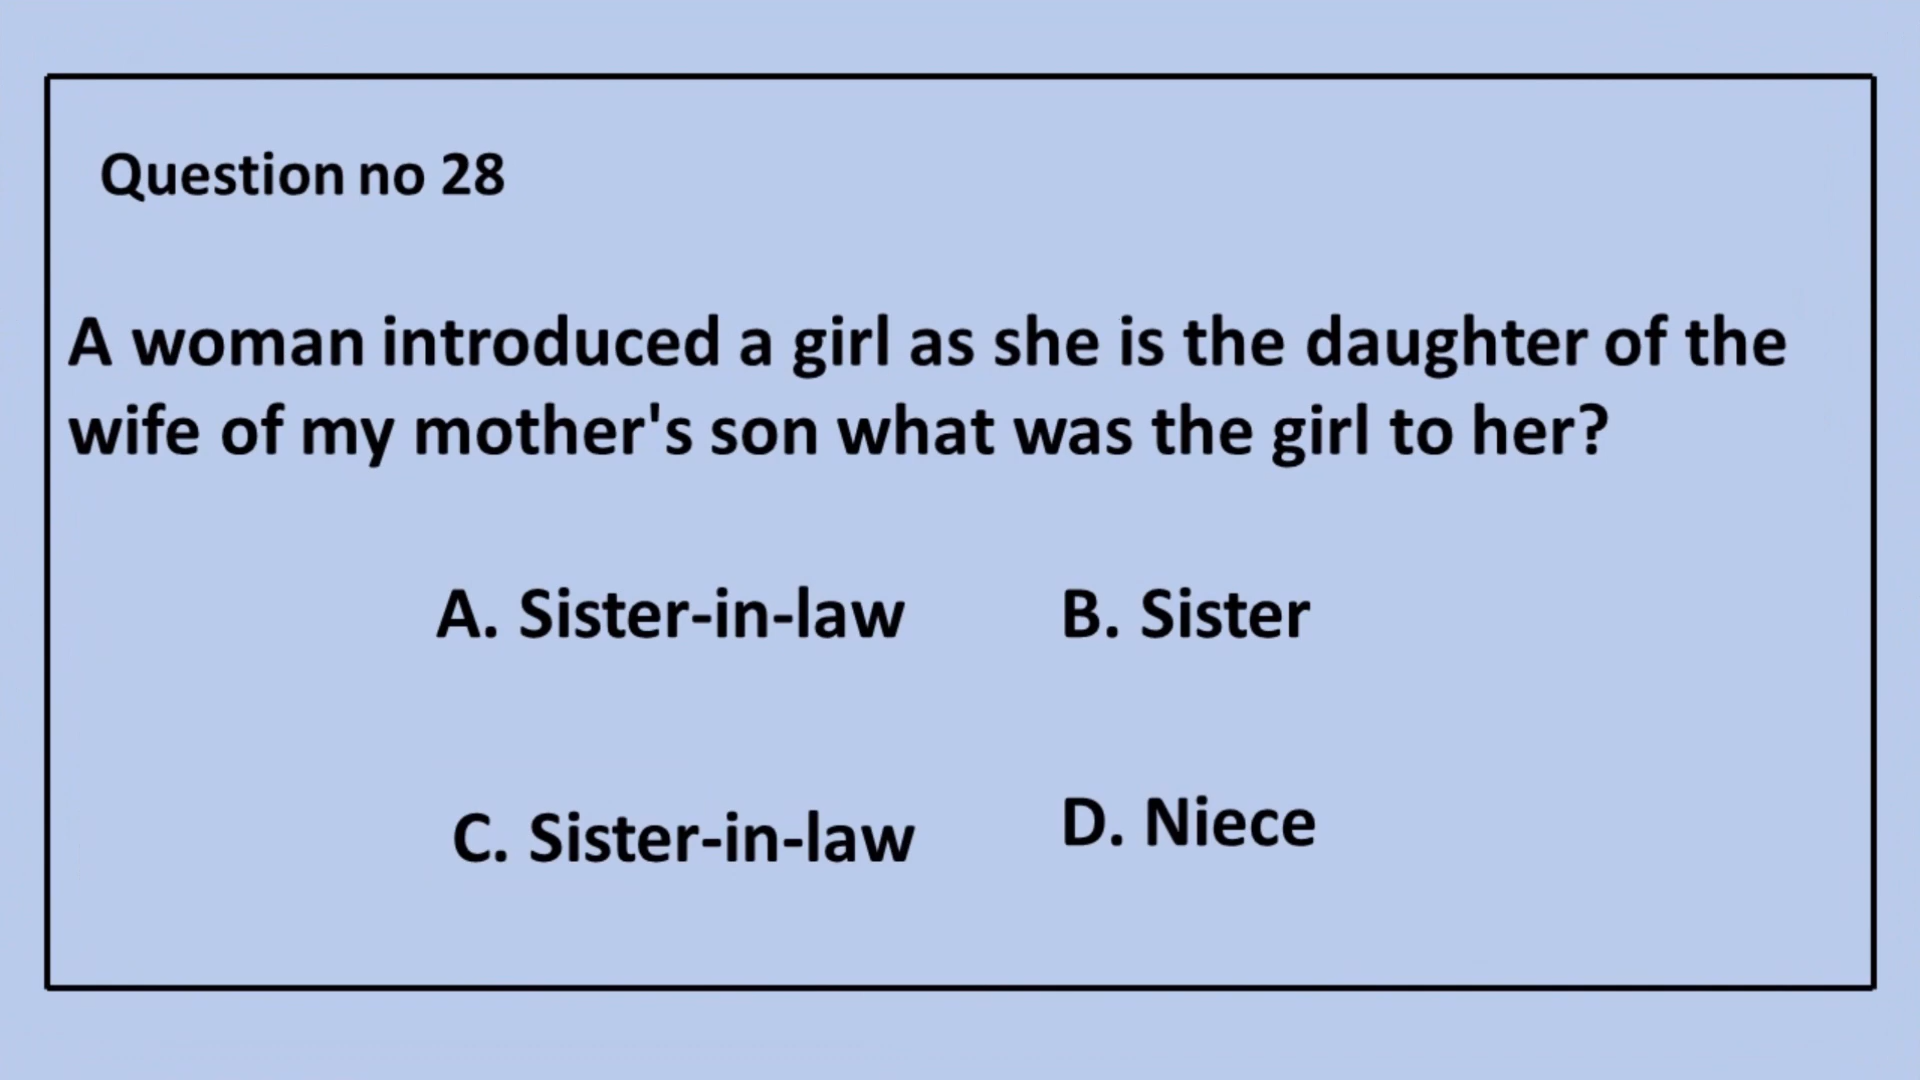 Question no 28
A woman introduced a girl as she is the daughter of the
wife of my mother's son what was the girl to her?
A. Sister-in-law
B. Sister
C. Sister-in-law
D. Niece